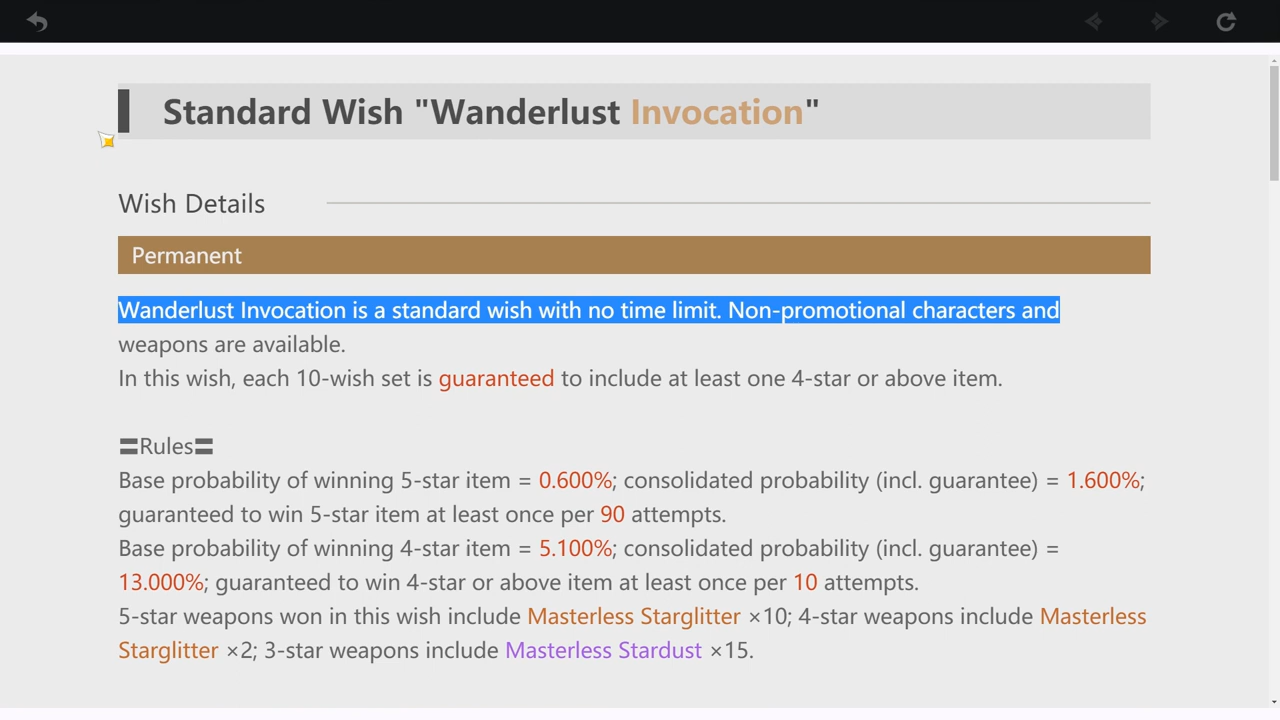 Standard Wish "Wanderlust Invocation"
Wish Details
Permanent
Wanderlust Invocation is a standard wish with no time limit. Non-promotional characters and
weapons are available.
In this wish, each 10-wish set is guaranteed to include at least one 4-star or above item.
〓Rules〓
Base probability of winning 5-star item = 0.600%; consolidated probability (incl. guarantee) = 1.600%;
guaranteed to win 5-star item at least once per 90 attempts.
Base probability of winning 4-star item = 5.100%; consolidated probability (incl. guarantee) =
13.000%; guaranteed to win 4-star or above item at least once per 10 attempts.
5-star weapons won in this wish include Masterless Starglitter ×10; 4-star weapons include Masterless
Starglitter ×2; 3-star weapons include Masterless Stardust ×15.